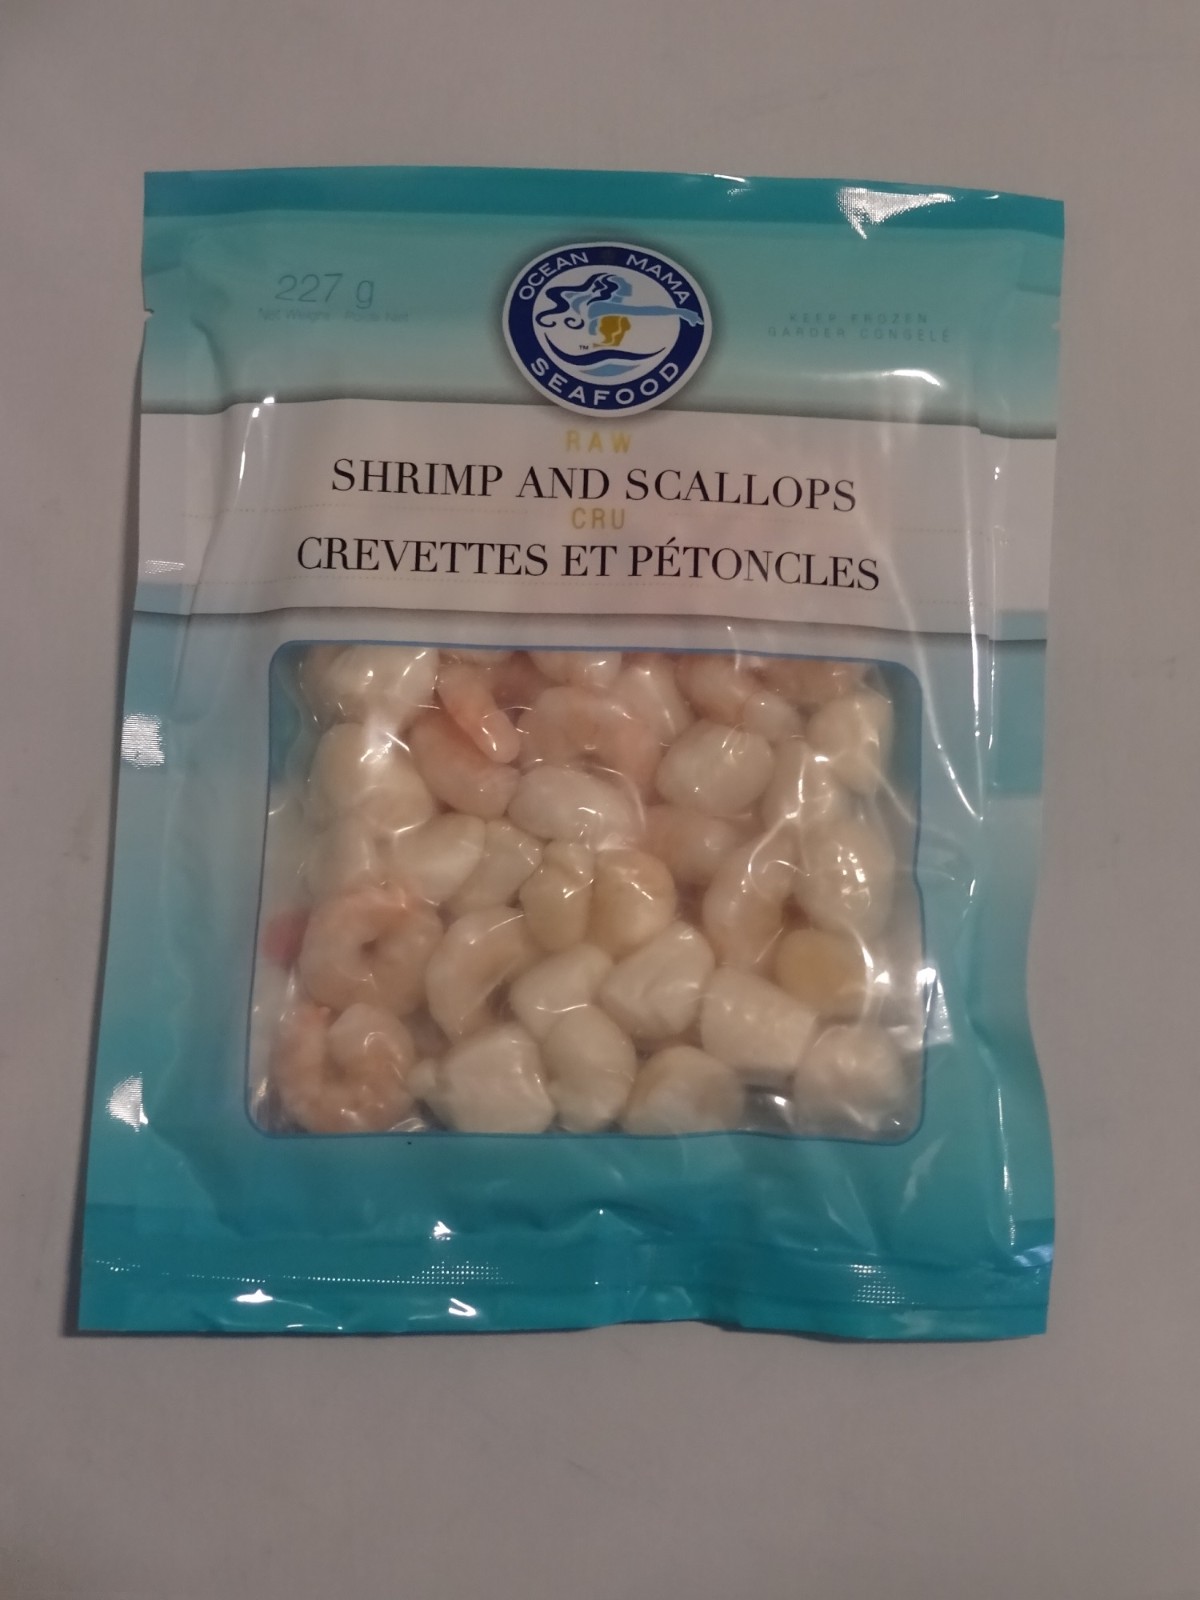 227 g
Net Weight · Poids Net
OCEAN MAMA
SEAFOOD
TM
KEEP FROZEN
GARDER CONGELÉ
RAW
SHRIMP AND SCALLOPS
CRU
CREVETTES ET PÉTONCLES